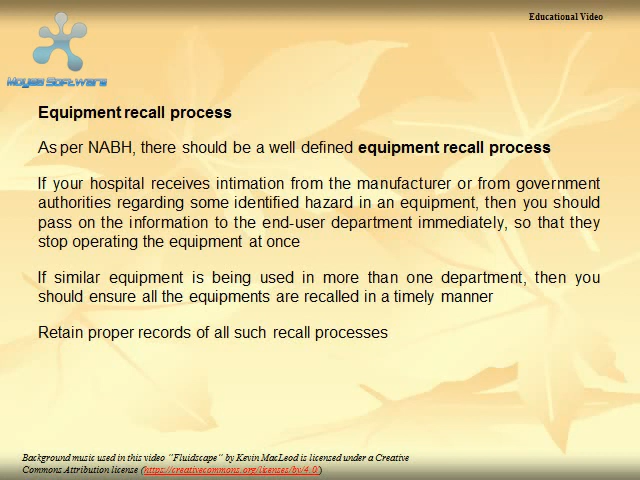 Educational Video
Moyea Software
Equipment recall process
As per NABH, there should be a well defined equipment recall process
If your hospital receives intimation from the manufacturer or from government
authorities regarding some identified hazard in an equipment, then you should
pass on the information to the end-user department immediately, so that they
stop operating the equipment at once
If similar equipment is being used in more than one department, then you
should ensure all the equipments are recalled in a timely manner
Retain proper records of all such recall processes
Background music used in this video "Fluidscape" by Kevin MacLeod is licensed under a Creative
Commons Attribution license (https://creativecommons.org/licenses/by/4.0/)